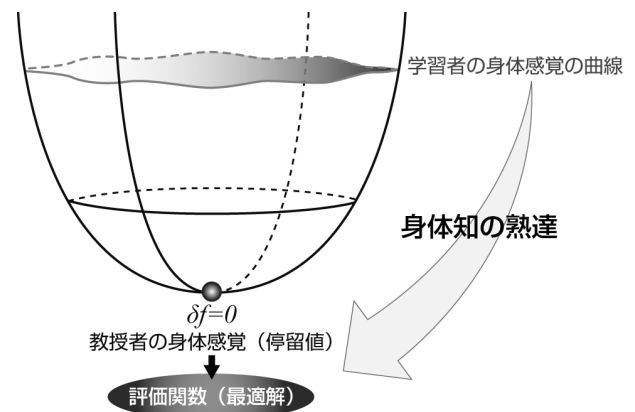 学習者の身体感覚の曲線
身体知の熟達
δf=0
教授者の身体感覚（停留値）
評価関数（最適解）